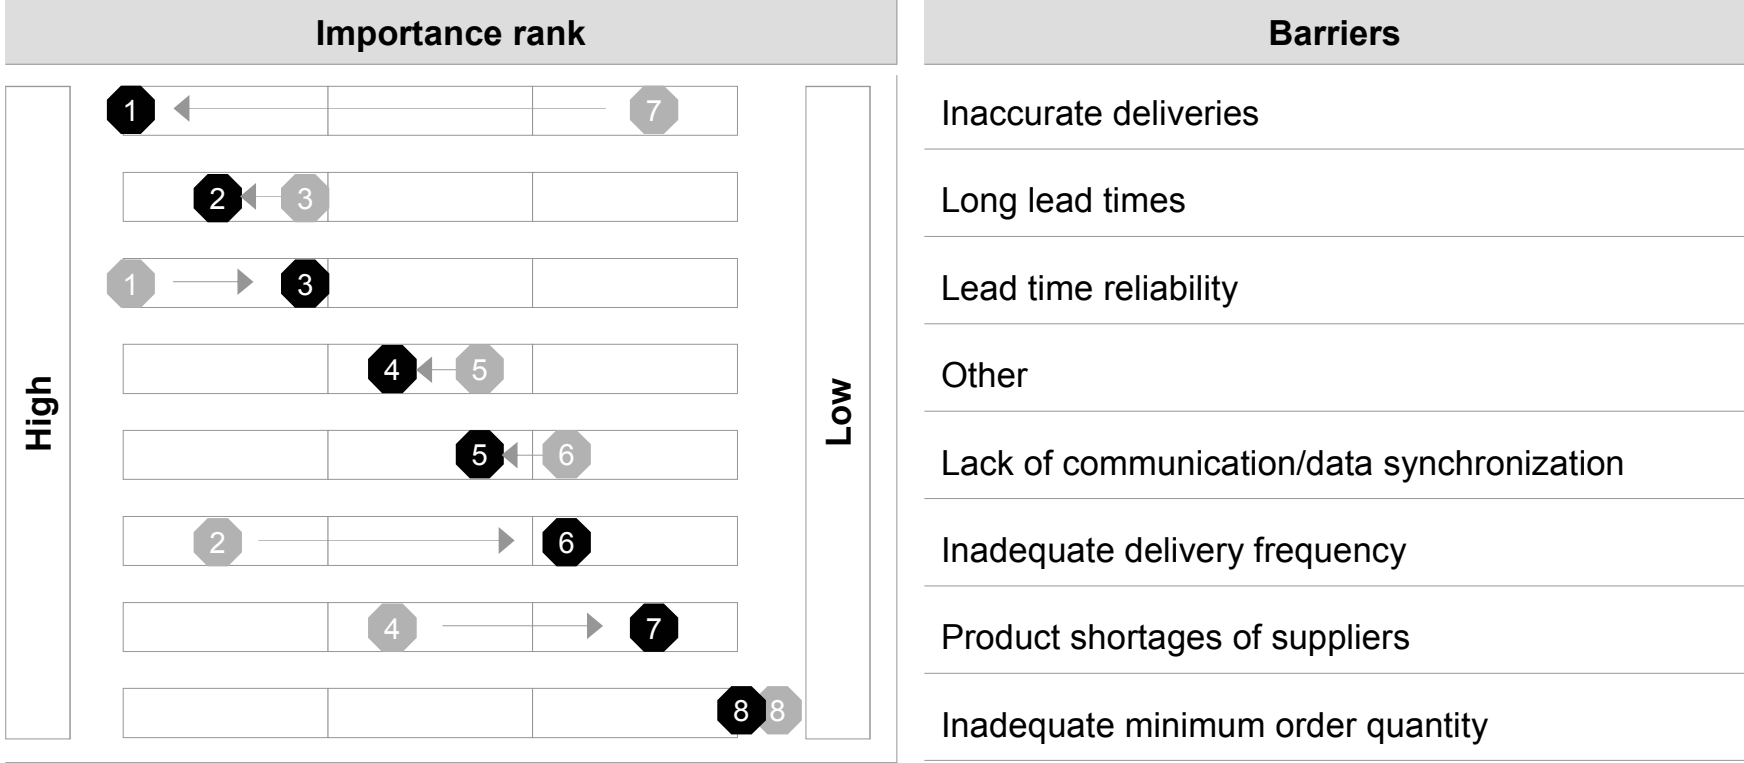 Importance rank
Barriers
High
1 7
Inaccurate deliveries
2 3
Long lead times
1 3
Lead time reliability
4 5
Other
5 6
Lack of communication/data synchronization
2 6
Inadequate delivery frequency
4 7
Product shortages of suppliers
8 8
Inadequate minimum order quantity
Low